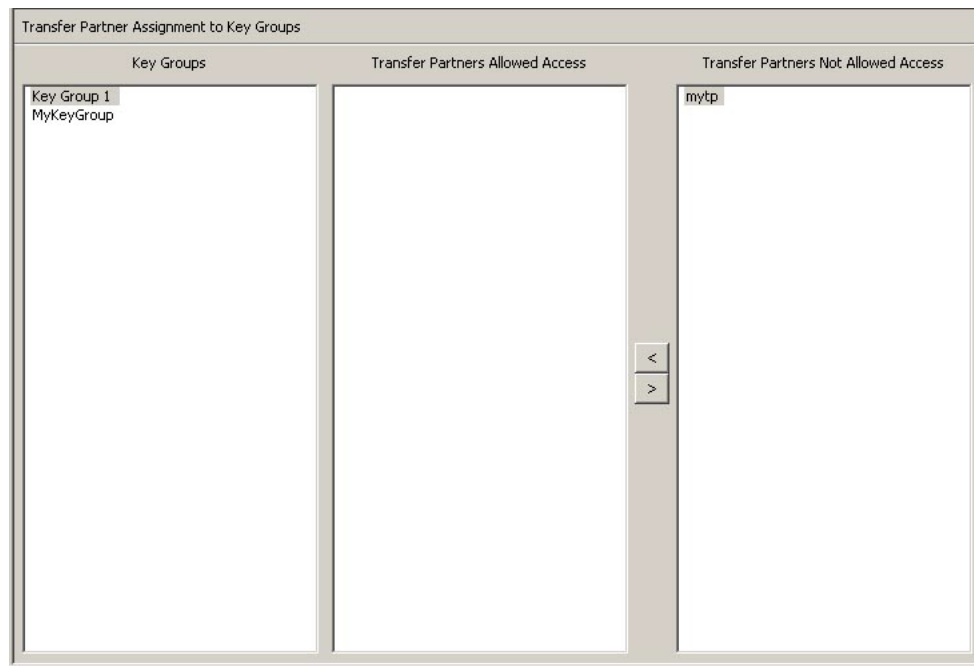 Transfer Partner Assignment to Key Groups
Key Groups
Transfer Partners Allowed Access
Transfer Partners Not Allowed Access
Key Group 1
MyKeyGroup
mytp
<
>